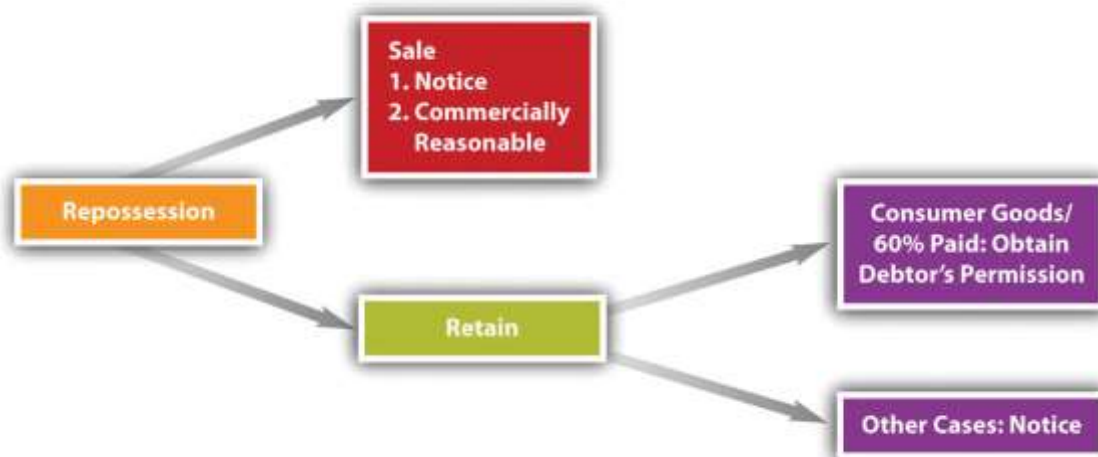 Sale
1. Notice
2. Commercially
Reasonable
Repossession
Consumer Goods/
60% Paid: Obtain
Debtor's Permission
Retain
Other Cases: Notice